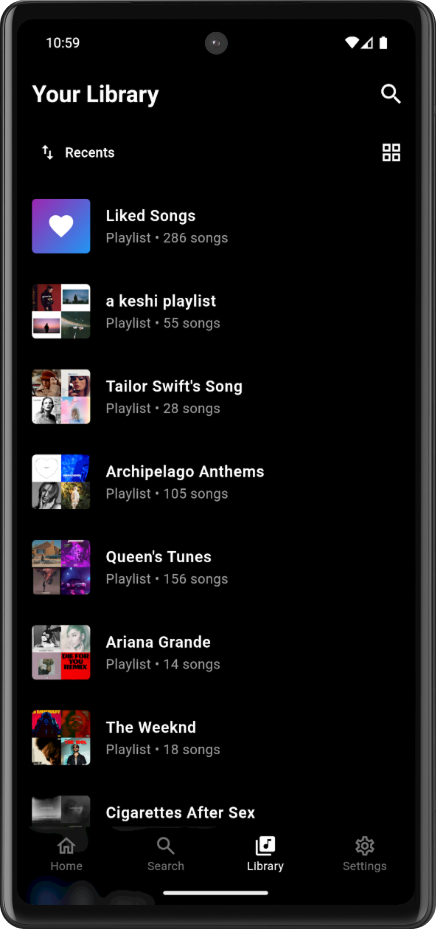 10:59
Your Library
Recents
Liked Songs
Playlist • 286 songs
a keshi playlist
Playlist • 55 songs
Tailor Swift's Song
Playlist • 28 songs
Archipelago Anthems
Playlist • 105 songs
Queen's Tunes
Playlist • 156 songs
Ariana Grande
Playlist • 14 songs
The Weeknd
Playlist • 18 songs
Cigarettes After Sex
Home
Search
Library
Settings